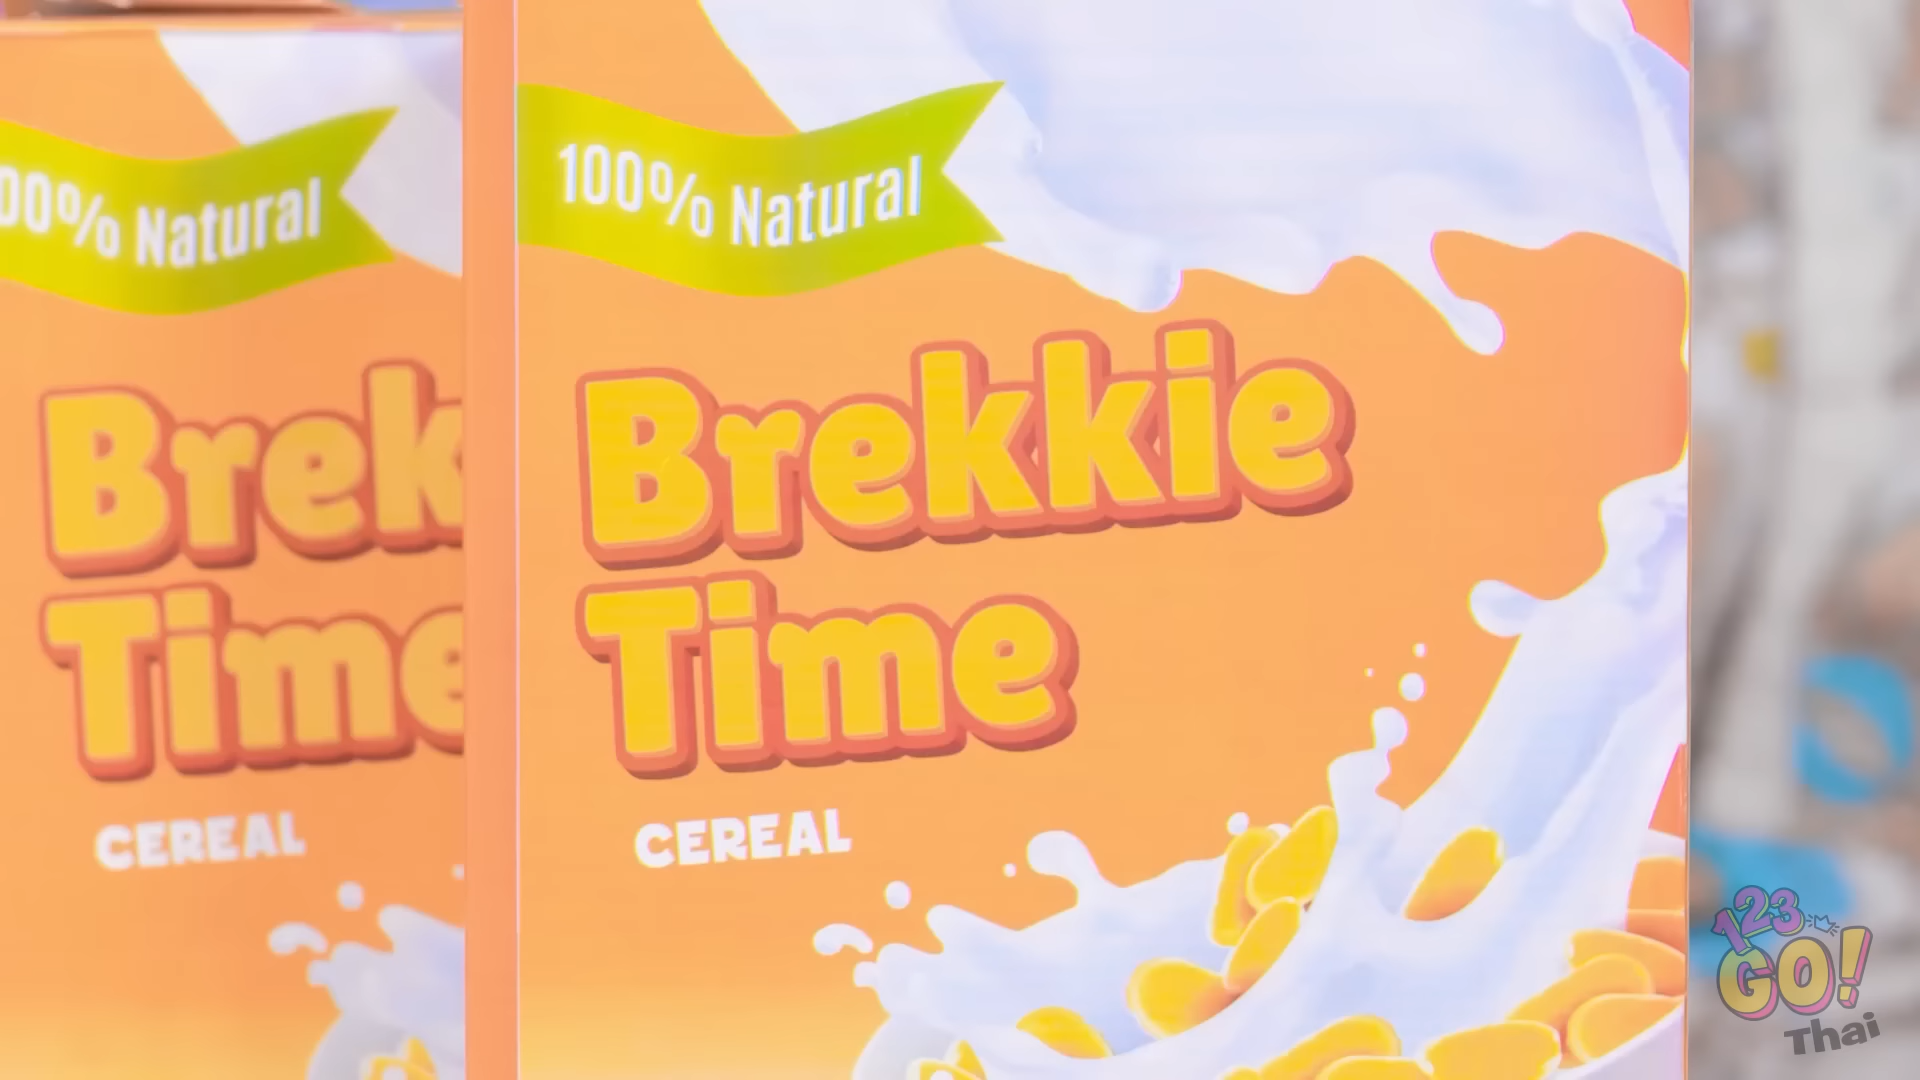 00% Natural
Brek
Time
CEREAL
100% Natural
Brekkie
Time
CEREAL
123
GO!
Thai